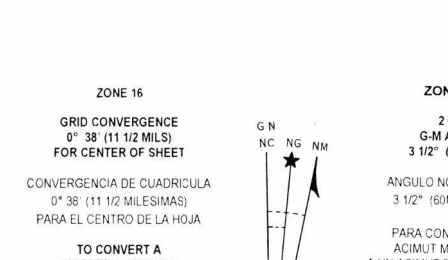 ZONE 16
GRID CONVERGENCE
0° 38' (11 1/2 MILS)
FOR CENTER OF SHEET
CONVERGENCIA DE CUADRICULA
0° 38' (11 1/2 MILESIMAS)
PARA EL CENTRO DE LA HOJA
TO CONVERT A
GN
NC NG NM
ZON
2
G-M A
3 1/2° (
ANGULO NO
3 1/2° (60
PARA CON
ACIMUT M